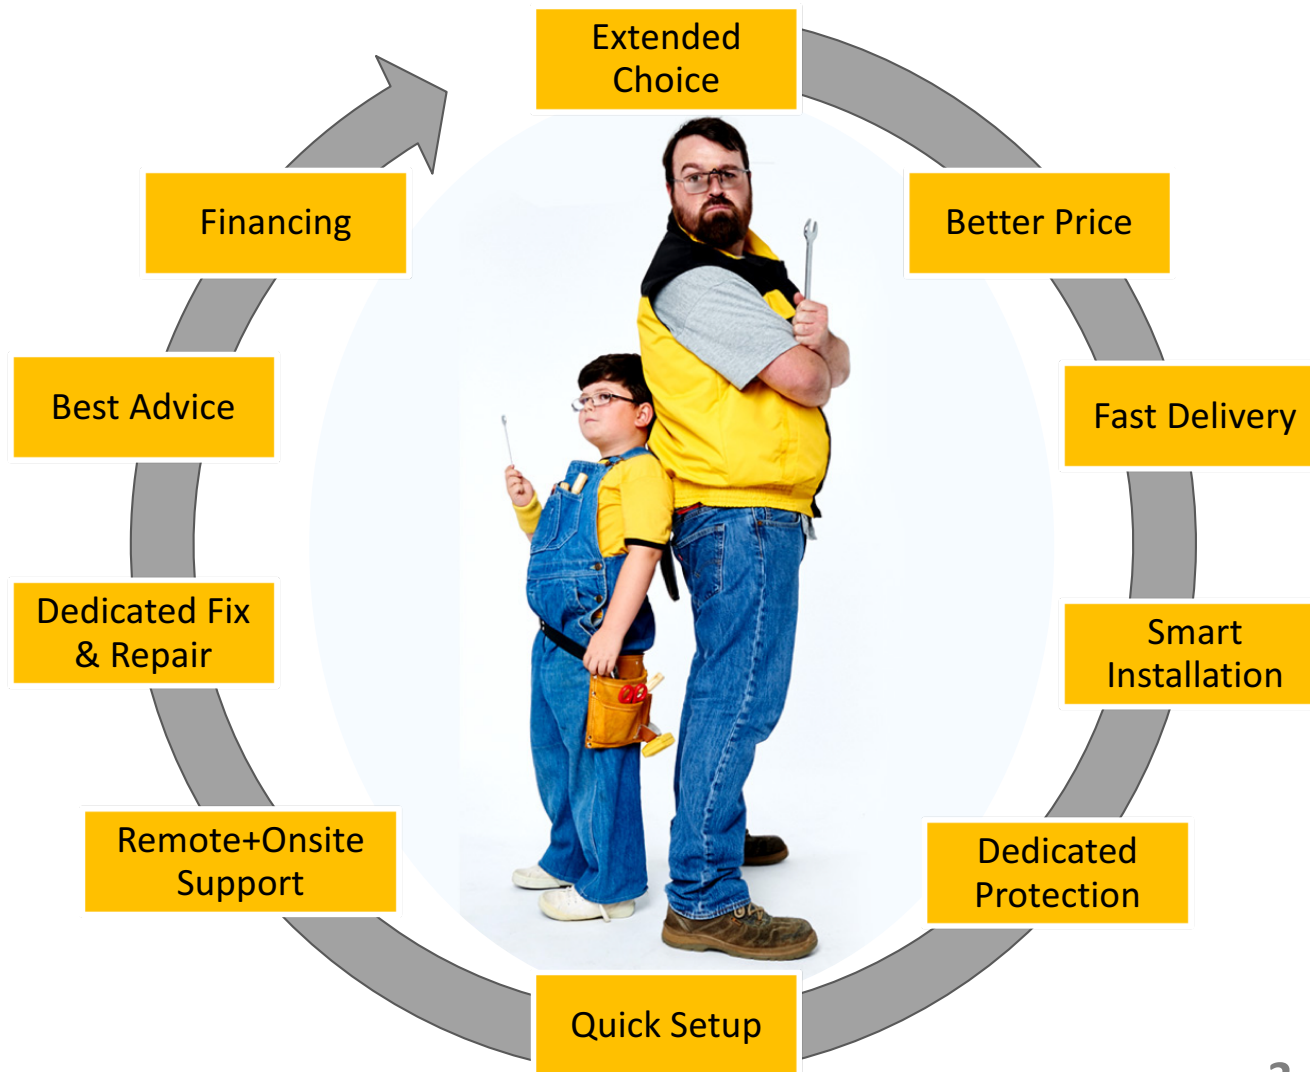 Extended
Choice
Better Price
Fast Delivery
Smart
Installation
Dedicated
Protection
Quick Setup
Remote+Onsite
Support
Dedicated Fix
& Repair
Best Advice
Financing